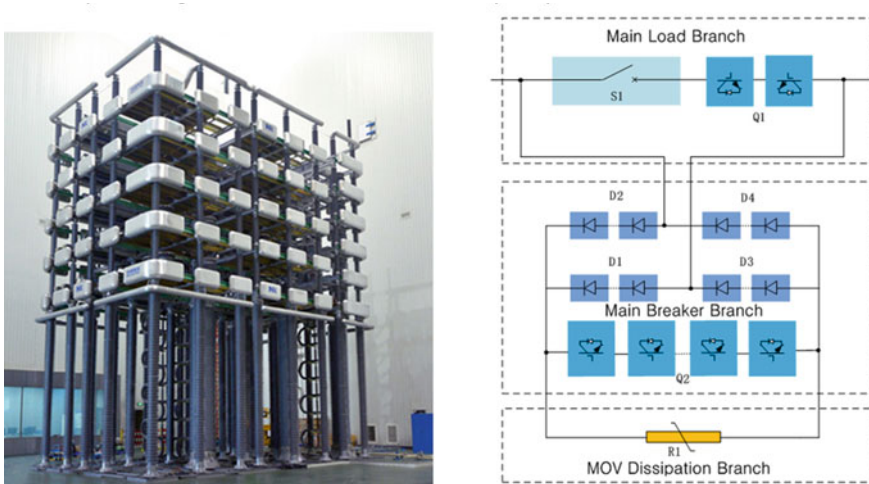 Main Load Branch
S1
Q1
D2
D4
D1
D3
Main Breaker Branch
Q2
R1
MOV Dissipation Branch